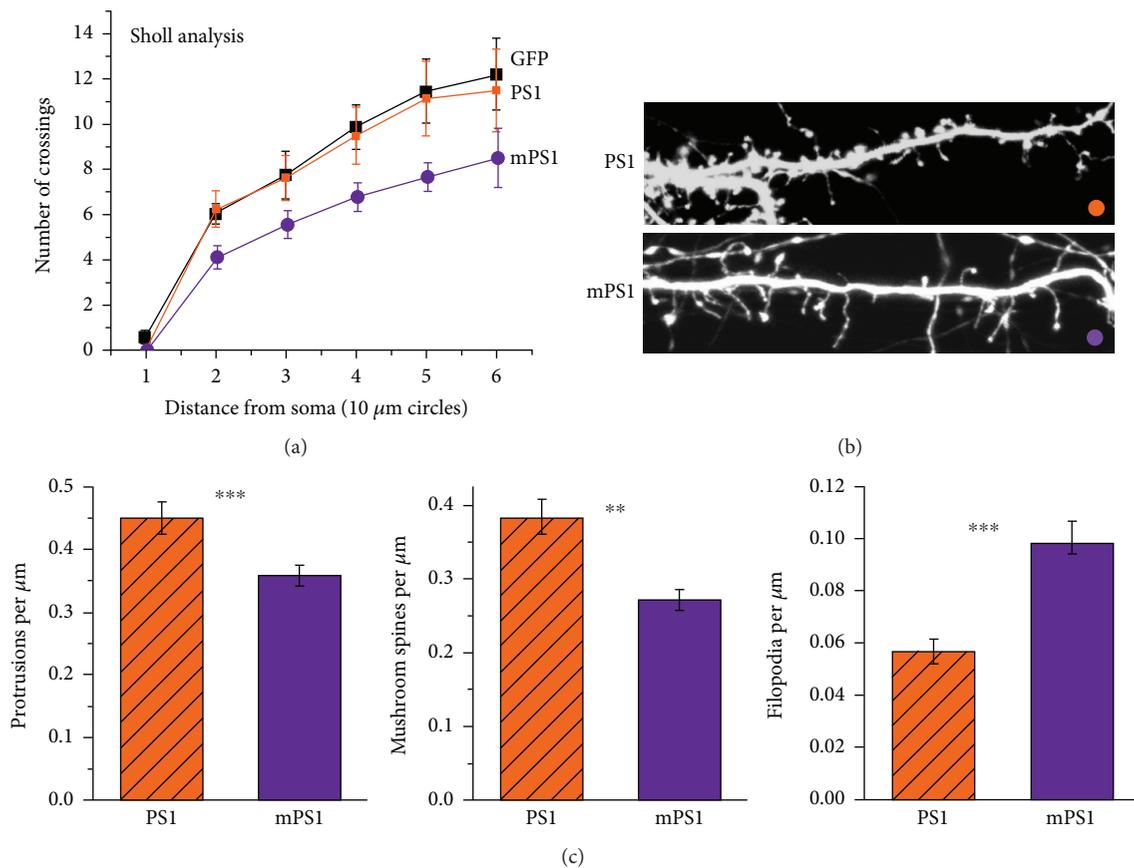 Sholl analysis
Number of crossings
14
12
10
8
6
4
2
0
GFP
PS1
mPS1
1 2 3 4 5 6
Distance from soma (10 μm circles)
(a)
PS1
mPS1
(b)
Protrusions per μm
0.5
0.4
0.3
0.2
0.1
0.0
***
PS1 mPS1
Mushroom spines per μm
0.4
0.3
0.2
0.1
0.0
**
PS1 mPS1
Filopodia per μm
0.12
0.10
0.08
0.06
0.04
0.02
0.00
***
PS1 mPS1
(c)